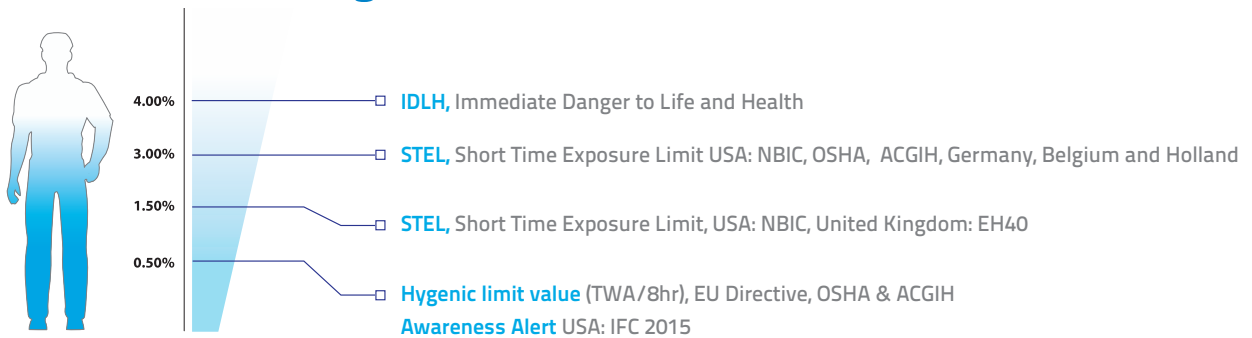 4.00%
IDLH, Immediate Danger to Life and Health
3.00%
STEL, Short Time Exposure Limit USA: NBIC, OSHA, ACGIH, Germany, Belgium and Holland
1.50%
STEL, Short Time Exposure Limit, USA: NBIC, United Kingdom: EH40
0.50%
Hygenic limit value (TWA/8hr), EU Directive, OSHA & ACGIH
Awareness Alert USA: IFC 2015